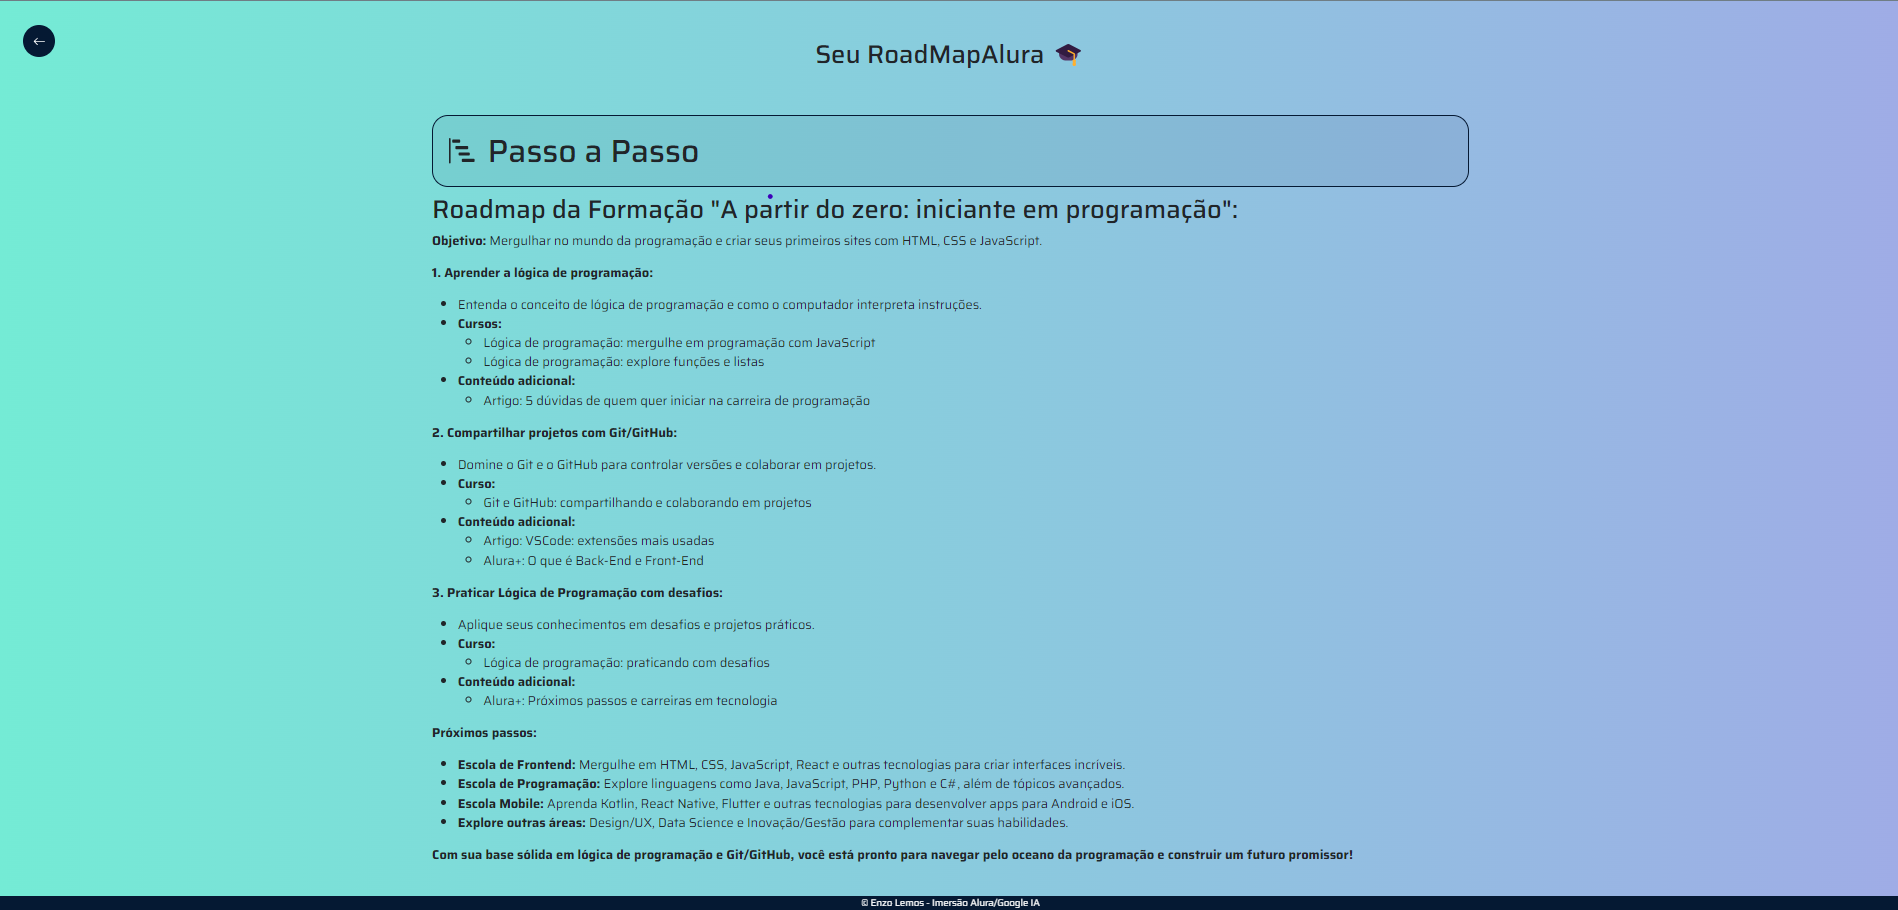 Seu RoadMapAlura
Passo a Passo
Roadmap da Formação "A partir do zero: iniciante em programação":
Objetivo: Mergulhar no mundo da programação e criar seus primeiros sites com HTML, CSS e JavaScript.
1. Aprender a lógica de programação:
Entenda o conceito de lógica de programação e como o computador interpreta instruções.
Cursos:
Lógica de programação: mergulhe em programação com JavaScript
Lógica de programação: explore funções e listas
Conteúdo adicional:
Artigo: 5 dúvidas de quem quer iniciar na carreira de programação
2. Compartilhar projetos com Git/GitHub:
Domine o Git e o GitHub para controlar versões e colaborar em projetos.
Curso:
Git e GitHub: compartilhando e colaborando em projetos
Conteúdo adicional:
Artigo: VSCode: extensões mais usadas
Alura+: O que é Back-End e Front-End
3. Praticar Lógica de Programação com desafios:
Aplique seus conhecimentos em desafios e projetos práticos.
Curso:
Lógica de programação: praticando com desafios
Conteúdo adicional:
Alura+: Próximos passos e carreiras em tecnologia
Próximos passos:
Escola de Frontend: Mergulhe em HTML, CSS, JavaScript, React e outras tecnologias para criar interfaces incríveis.
Escola de Programação: Explore linguagens como Java, JavaScript, PHP, Python e C#, além de tópicos avançados.
Escola Mobile: Aprenda Kotlin, React Native, Flutter e outras tecnologias para desenvolver apps para Android e iOS.
Explore outras áreas: Design/UX, Data Science e Inovação/Gestão para complementar suas habilidades.
Com sua base sólida em lógica de programação e Git/GitHub, você está pronto para navegar pelo oceano da programação e construir um futuro promissor!
© Enzo Lemos - Imersão Alura/Google IA